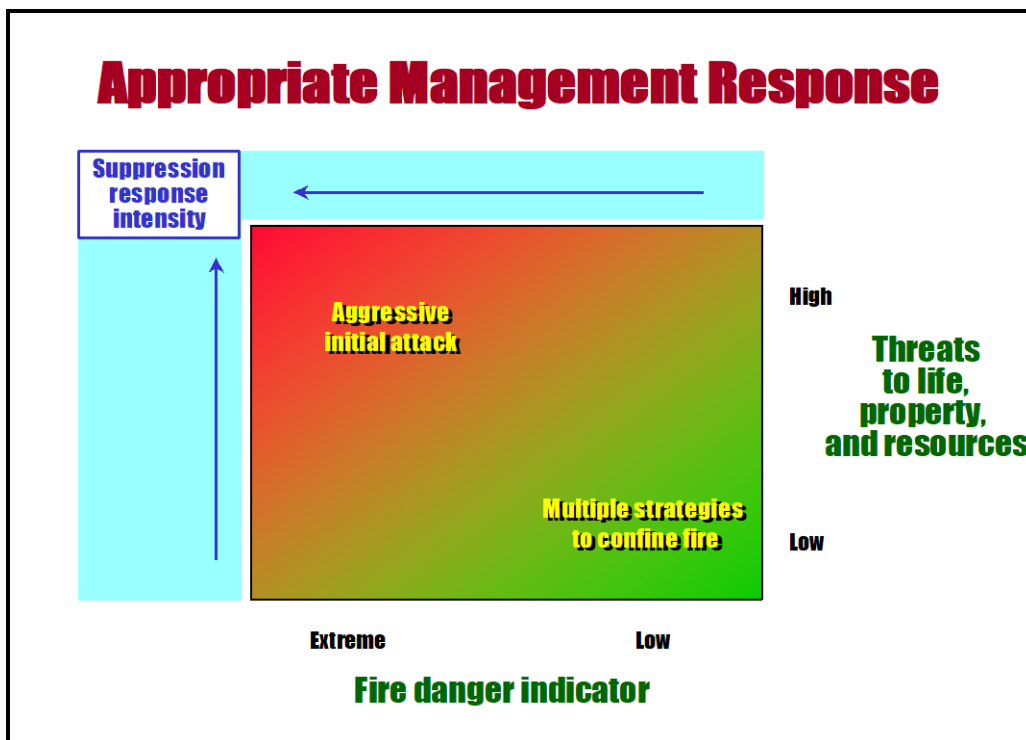 Appropriate Management Response
Suppression
response
intensity
Aggressive
initial attack
High
Threats
to life,
property,
and resources
Multiple strategies
to confine fire
Low
Extreme
Low
Fire danger indicator